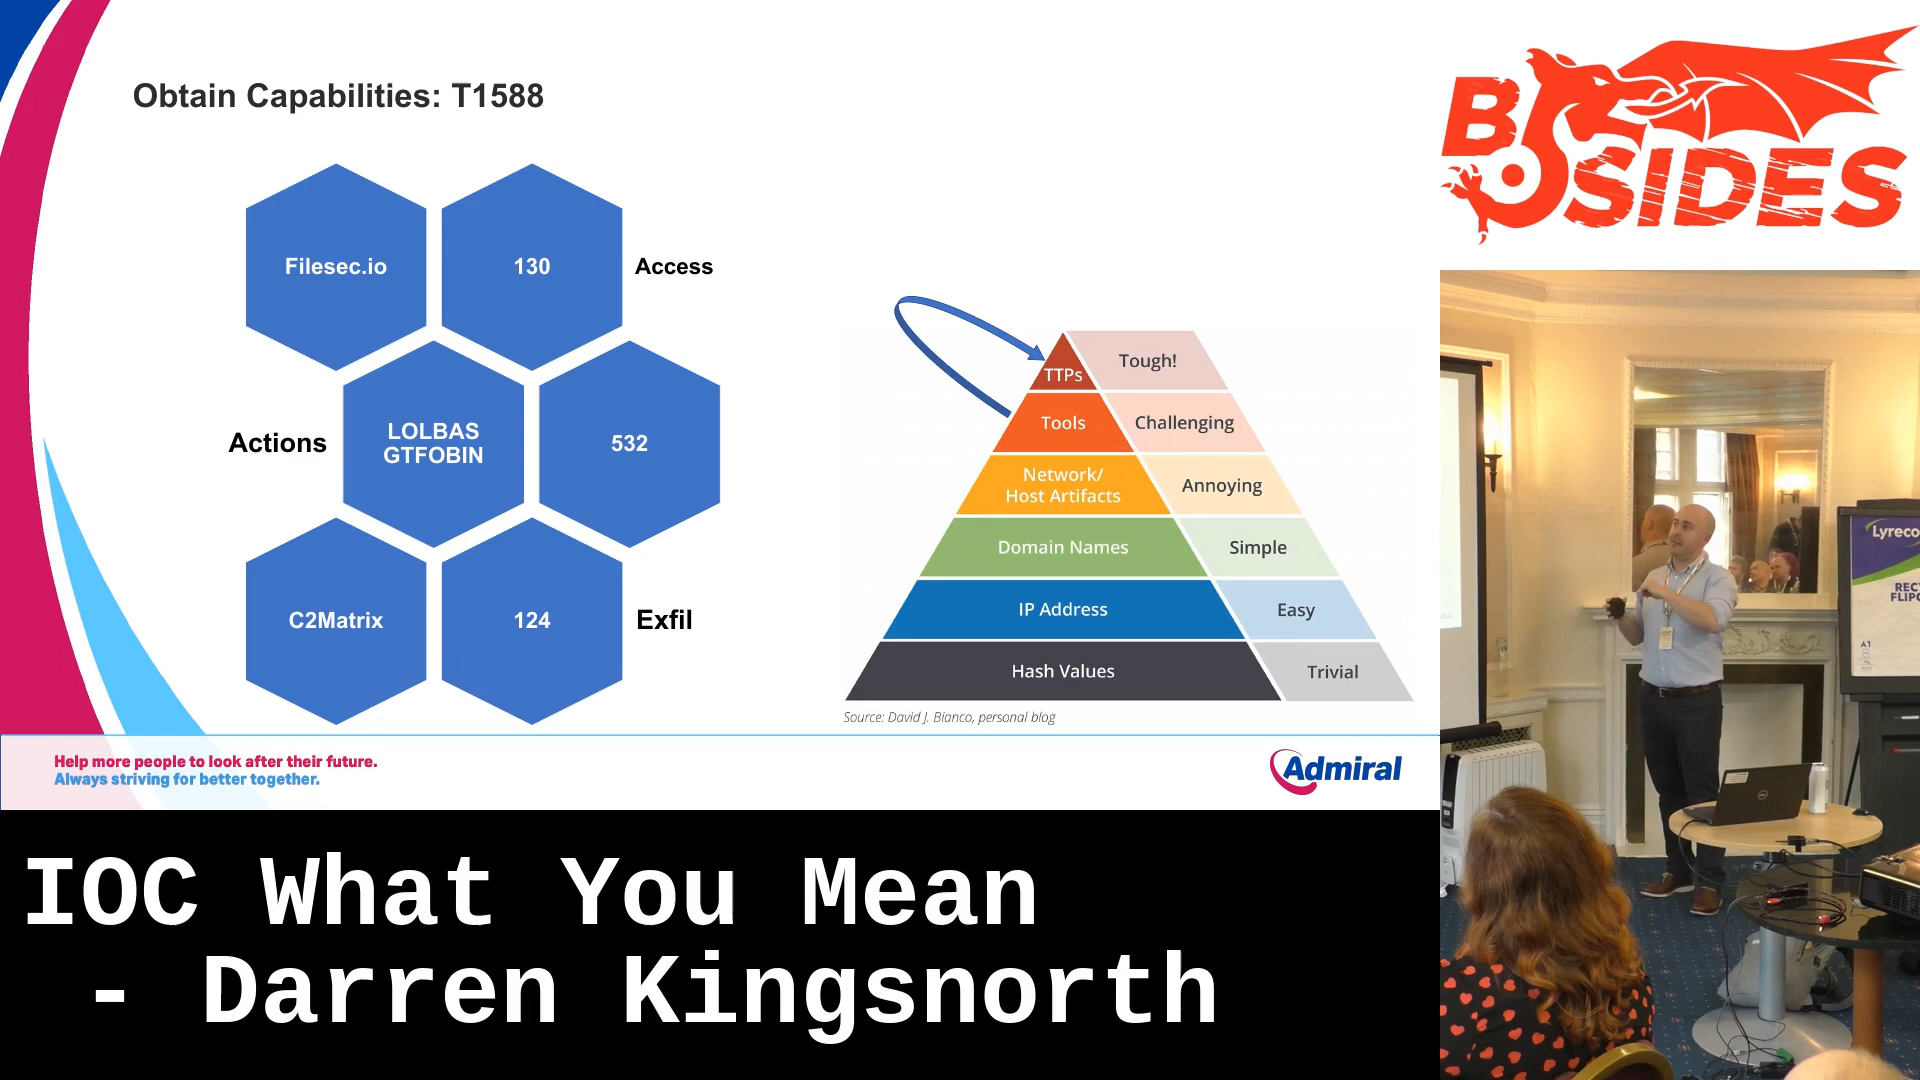 Obtain Capabilities: T1588
Filesec.io
130
Access
Actions
LOLBAS
GTFOBIN
532
C2Matrix
124
Exfil
TTPs
Tough!
Tools
Challenging
Network/
Host Artifacts
Annoying
Domain Names
Simple
IP Address
Easy
Hash Values
Trivial
Source: David J. Bianco, personal blog
Help more people to look after their future.
Always striving for better together.
Admiral
BSIDES
Lyreco
A1
IOC What You Mean
- Darren Kingsnorth